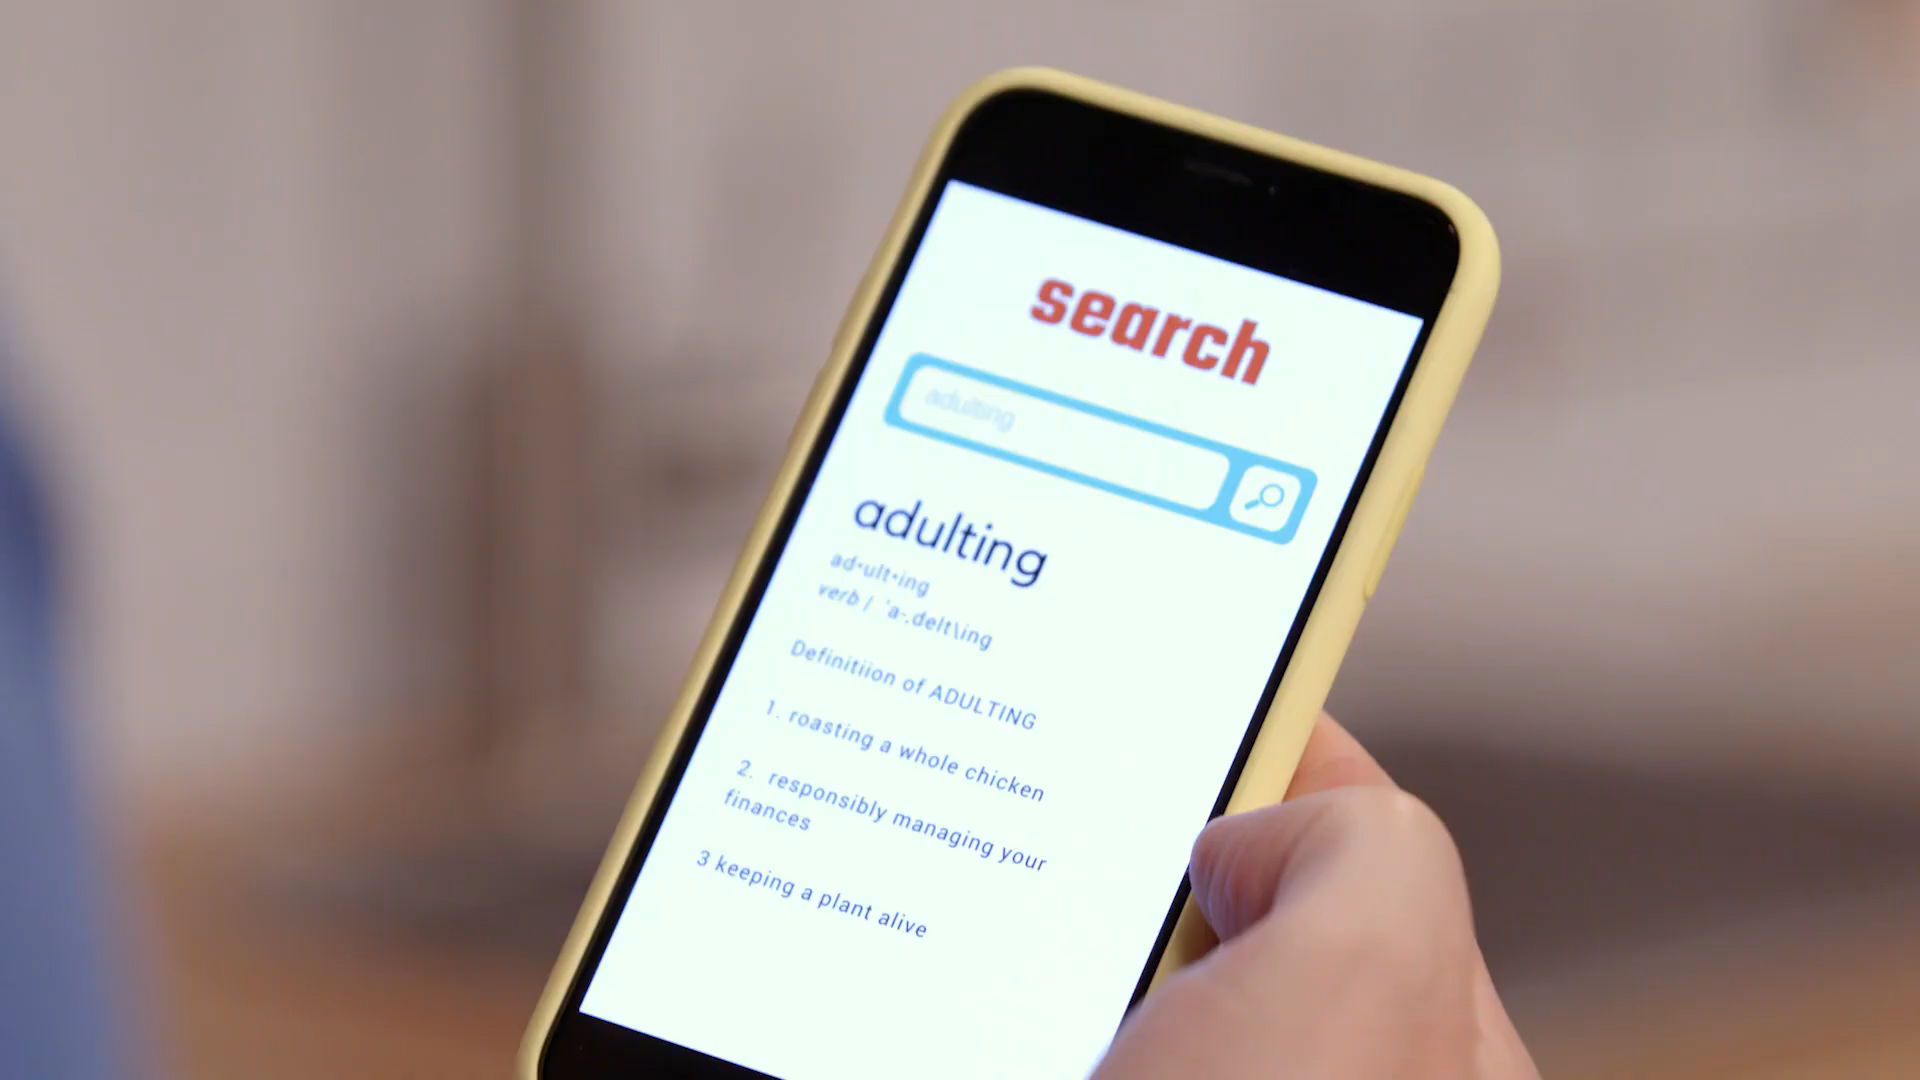 search
adulting
adulting
ad•ult•ing
verb / ˈa-ˌdelt\ing
Definitiion of ADULTING
1. roasting a whole chicken
2. responsibly managing your
finances
3 keeping a plant alive